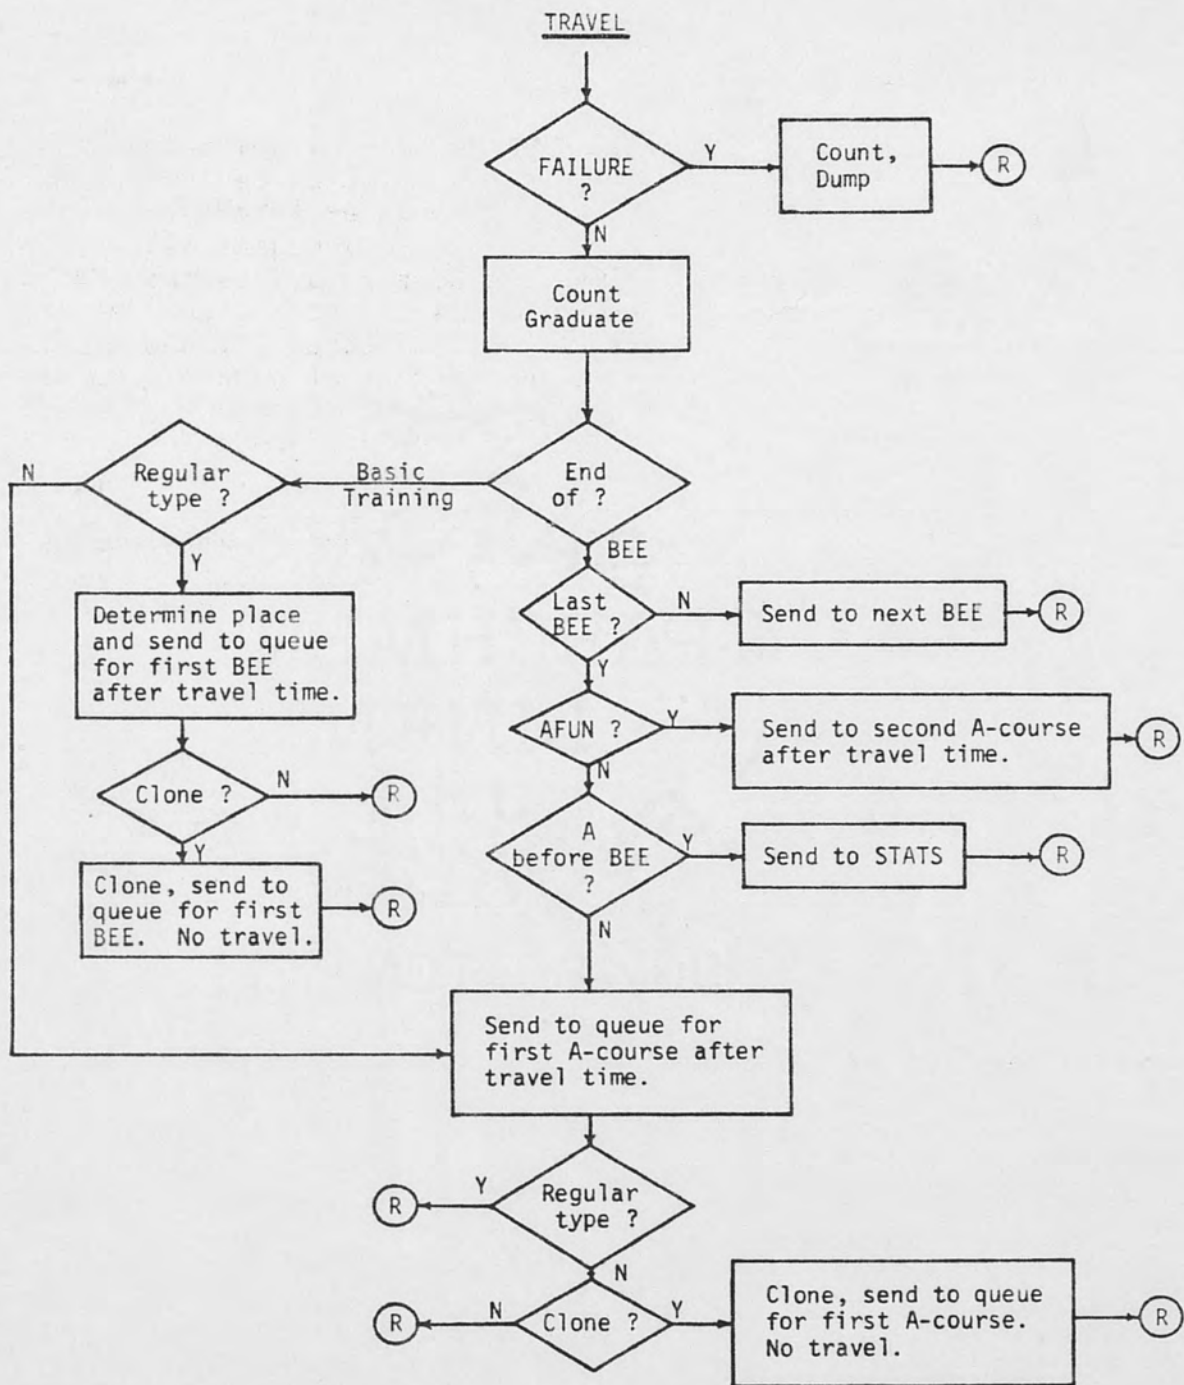 TRAVEL
FAILURE
?
Y
Count,
Dump
R
N
Count
Graduate
End
of ?
Basic
Training
Regular
type ?
N
Y
Determine place
and send to queue
for first BEE
after travel time.
Clone ?
N
R
Y
Clone, send to
queue for first
BEE. No travel.
R
BEE
Last
BEE ?
N
Send to next BEE
R
Y
AFUN ?
Y
Send to second A-course
after travel time.
R
N
A
before BEE
?
Y
Send to STATS
R
N
Send to queue for
first A-course after
travel time.
Regular
type ?
Y
R
N
Clone ?
N
R
Y
Clone, send to queue
for first A-course.
No travel.
R